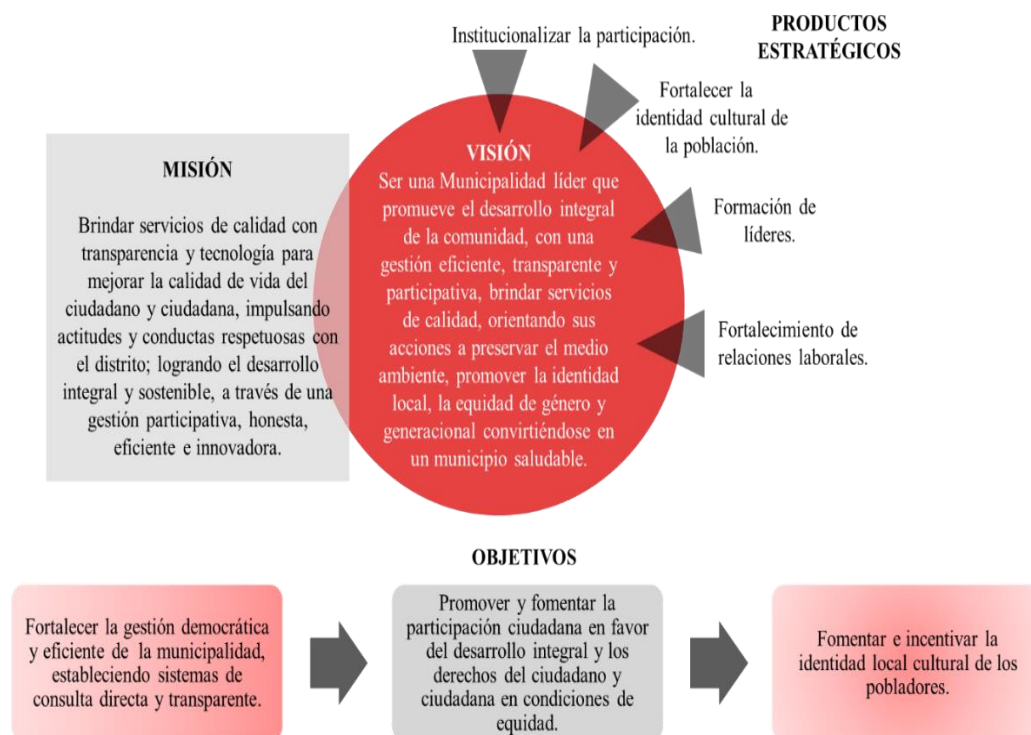 PRODUCTOS
ESTRATÉGICOS
Institucionalizar la participación.
Fortalecer la
identidad cultural de
la población.
Formación de
líderes.
Fortalecimiento de
relaciones laborales.
MISIÓN
Brindar servicios de calidad con
transparencia y tecnología para
mejorar la calidad de vida del
ciudadano y ciudadana, impulsando
actitudes y conductas respetuosas con
el distrito; logrando el desarrollo
integral y sostenible, a través de una
gestión participativa, honesta,
eficiente e innovadora.
VISIÓN
Ser una Municipalidad líder que
promueve el desarrollo integral
de la comunidad, con una
gestión eficiente, transparente y
participativa, brindar servicios
de calidad, orientando sus
acciones a preservar el medio
ambiente, promover la identidad
local, la equidad de género y
generacional convirtiéndose en
un municipio saludable.
OBJETIVOS
Fortalecer la gestión democrática
y eficiente de la municipalidad,
estableciendo sistemas de
consulta directa y transparente.
Promover y fomentar la
participación ciudadana en favor
del desarrollo integral y los
derechos del ciudadano y
ciudadana en condiciones de
equidad.
Fomentar e incentivar la
identidad local cultural de los
pobladores.